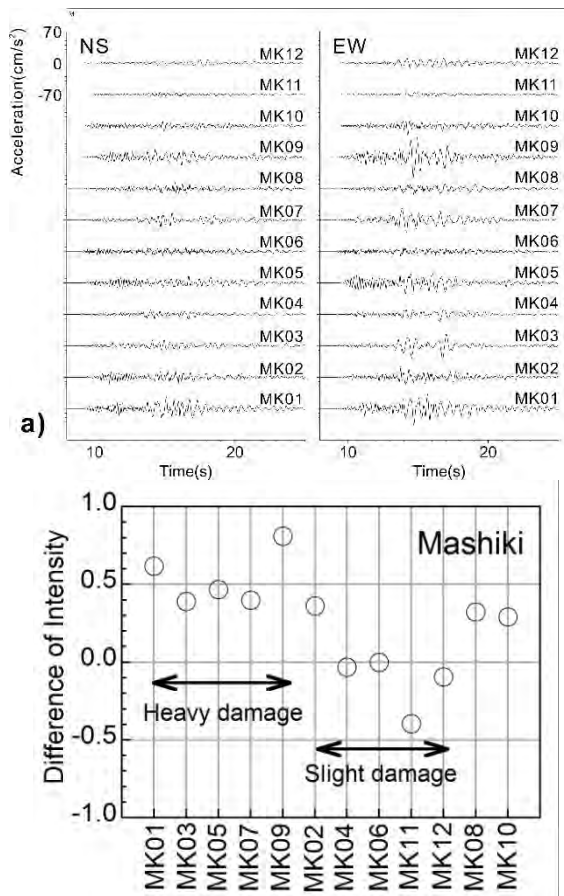 NS
EW
Acceleration(cm/s²)
70
0
-70
MK12
MK11
MK10
MK09
MK08
MK07
MK06
MK05
MK04
MK03
MK02
MK01
MK12
MK11
MK10
MK09
MK08
MK07
MK06
MK05
MK04
MK03
MK02
MK01
a)
10
20
10
20
Time(s)
Time(s)
Difference of Intensity
1.0
0.5
0.0
-0.5
-1.0
Mashiki
Heavy damage
Slight damage
MK01
MK03
MK05
MK07
MK09
MK02
MK04
MK06
MK11
MK12
MK08
MK10